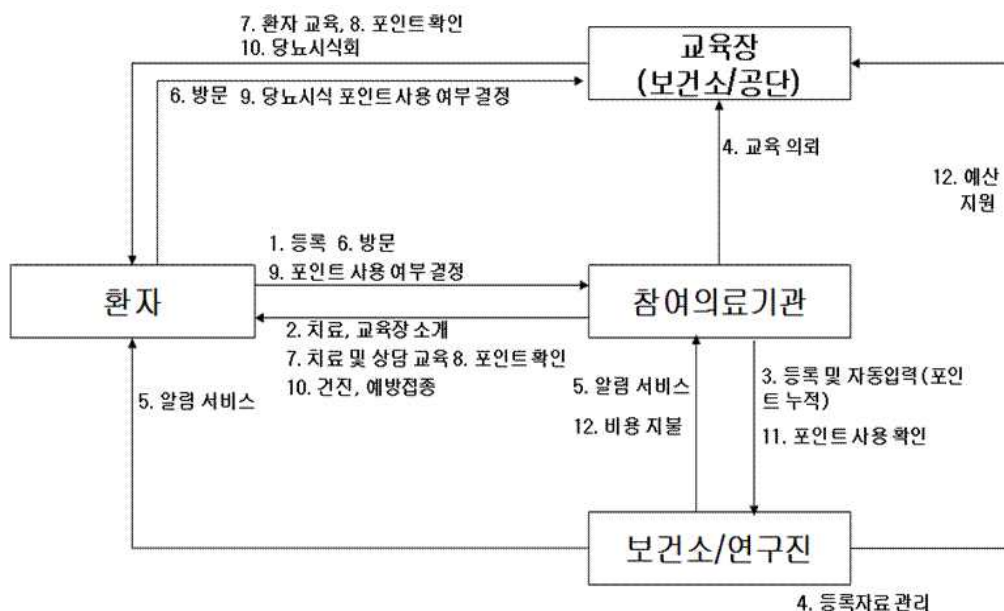 7. 환자 교육, 8. 포인트 확인
10. 당뇨시식회
교육장
(보건소/공단)
6. 방문
9. 당뇨시식 포인트 사용 여부 결정
4. 교육 의뢰
12. 예산
지원
1. 등록 6. 방문
9. 포인트 사용 여부 결정
환자
참여의료기관
2. 치료, 교육장 소개
7. 치료 및 상담 교육 8. 포인트 확인
10. 건진, 예방접종
5. 알림 서비스
5. 알림 서비스
12. 비용 지불
3. 등록 및 자동입력(포인
트 누적)
11. 포인트 사용 확인
보건소/연구진
4. 등록자료 관리